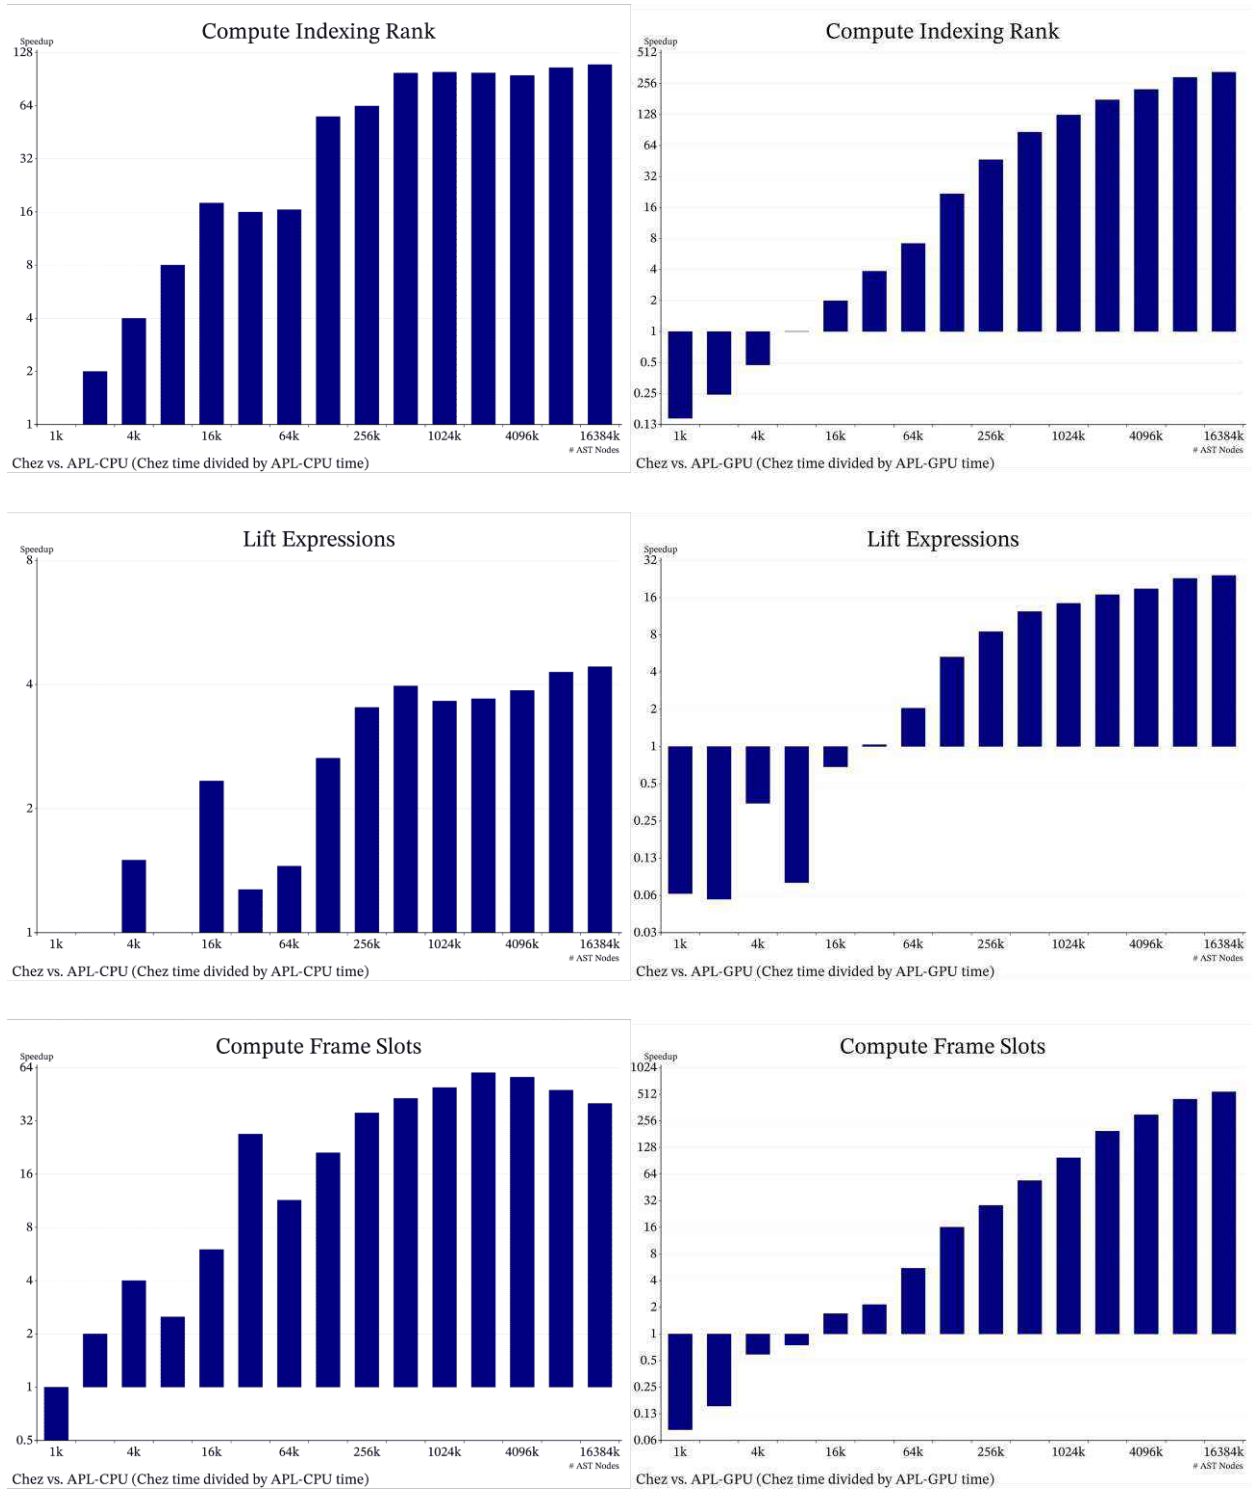 Compute Indexing Rank
Speedup
128
64
32
16
8
4
2
1
1k 4k 16k 64k 256k 1024k 4096k 16384k
# AST Nodes
Chez vs. APL-CPU (Chez time divided by APL-CPU time)
Compute Indexing Rank
Speedup
512
256
128
64
32
16
8
4
2
1
0.5
0.25
0.13
1k 4k 16k 64k 256k 1024k 4096k 16384k
# AST Nodes
Chez vs. APL-GPU (Chez time divided by APL-GPU time)
Lift Expressions
Speedup
8
4
2
1
1k 4k 16k 64k 256k 1024k 4096k 16384k
# AST Nodes
Chez vs. APL-CPU (Chez time divided by APL-CPU time)
Lift Expressions
Speedup
32
16
8
4
2
1
0.5
0.25
0.13
0.06
0.03
1k 4k 16k 64k 256k 1024k 4096k 16384k
# AST Nodes
Chez vs. APL-GPU (Chez time divided by APL-GPU time)
Compute Frame Slots
Speedup
64
32
16
8
4
2
1
0.5
1k 4k 16k 64k 256k 1024k 4096k 16384k
# AST Nodes
Chez vs. APL-CPU (Chez time divided by APL-CPU time)
Compute Frame Slots
Speedup
1024
512
256
128
64
32
16
8
4
2
1
0.5
0.25
0.13
0.06
1k 4k 16k 64k 256k 1024k 4096k 16384k
# AST Nodes
Chez vs. APL-GPU (Chez time divided by APL-GPU time)